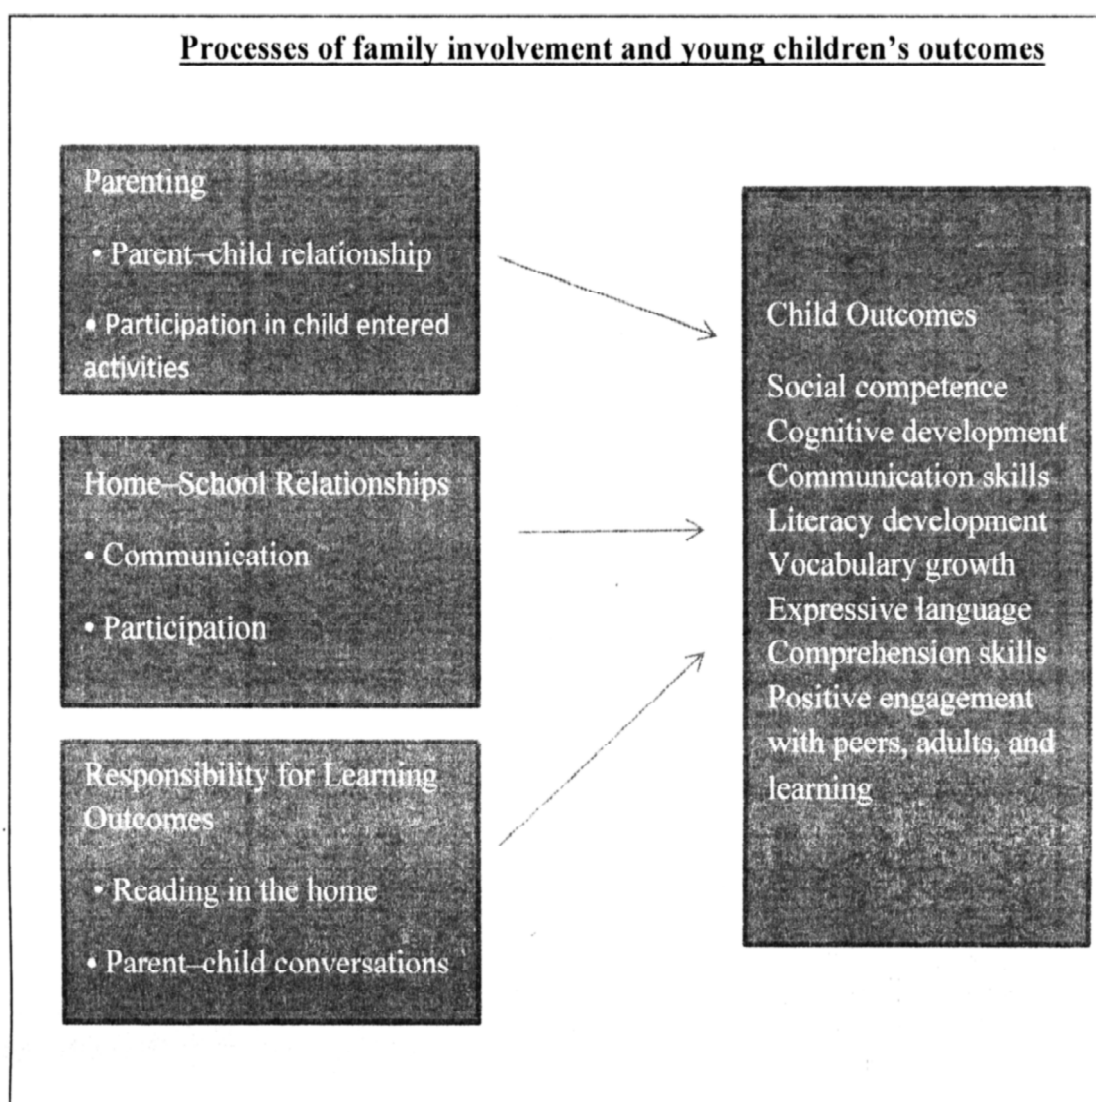 Processes of family involvement and young children's outcomes
Parenting
• Parent–child relationship
• Participation in child entered
activities
Home–School Relationships
• Communication
• Participation
Responsibility for Learning
Outcomes
• Reading in the home
• Parent–child conversations
Child Outcomes
Social competence
Cognitive development
Communication skills
Literacy development
Vocabulary growth
Expressive language
Comprehension skills
Positive engagement
with peers, adults, and
learning